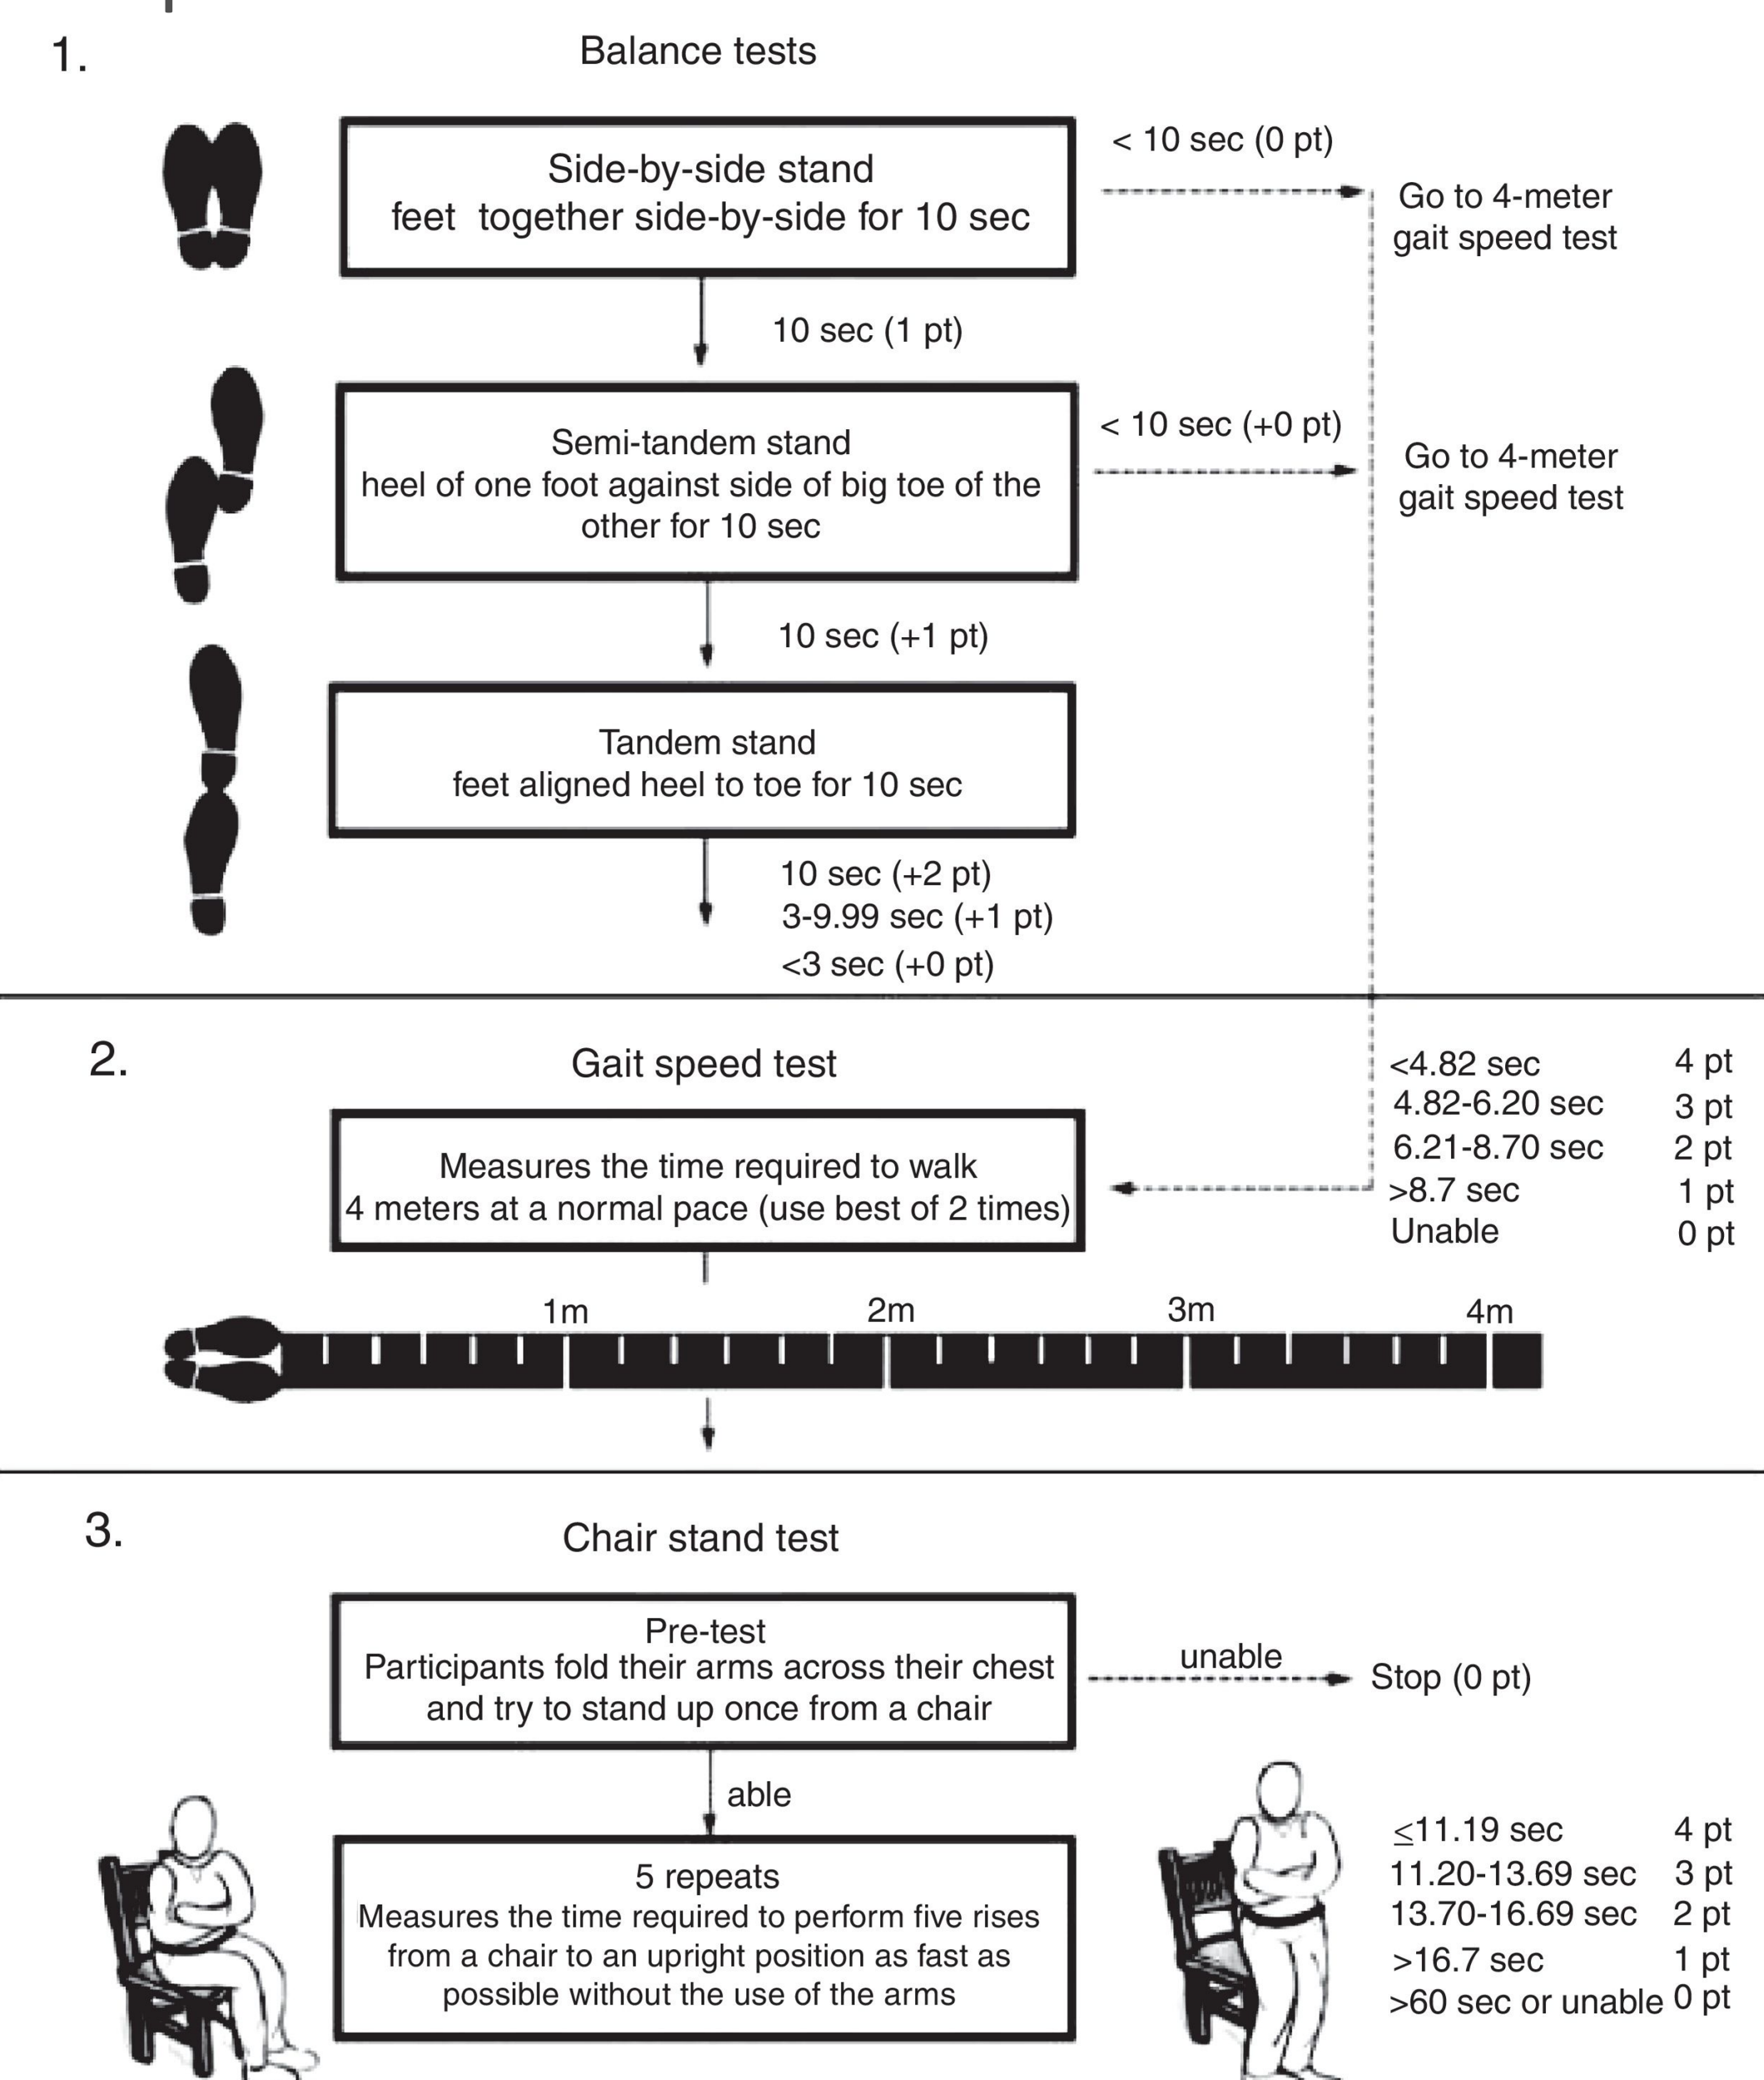 1.
Balance tests
Side-by-side stand
feet together side-by-side for 10 sec
< 10 sec (0 pt)
Go to 4-meter
gait speed test
10 sec (1 pt)
Semi-tandem stand
heel of one foot against side of big toe of the
other for 10 sec
< 10 sec (+0 pt)
Go to 4-meter
gait speed test
10 sec (+1 pt)
Tandem stand
feet aligned heel to toe for 10 sec
10 sec (+2 pt)
3-9.99 sec (+1 pt)
<3 sec (+0 pt)
2.
Gait speed test
Measures the time required to walk
4 meters at a normal pace (use best of 2 times)
<4.82 sec 4 pt
4.82-6.20 sec 3 pt
6.21-8.70 sec 2 pt
>8.7 sec 1 pt
Unable 0 pt
1m 2m 3m 4m
3.
Chair stand test
Pre-test
Participants fold their arms across their chest
and try to stand up once from a chair
unable
Stop (0 pt)
able
5 repeats
Measures the time required to perform five rises
from a chair to an upright position as fast as
possible without the use of the arms
≤11.19 sec 4 pt
11.20-13.69 sec 3 pt
13.70-16.69 sec 2 pt
>16.7 sec 1 pt
>60 sec or unable 0 pt